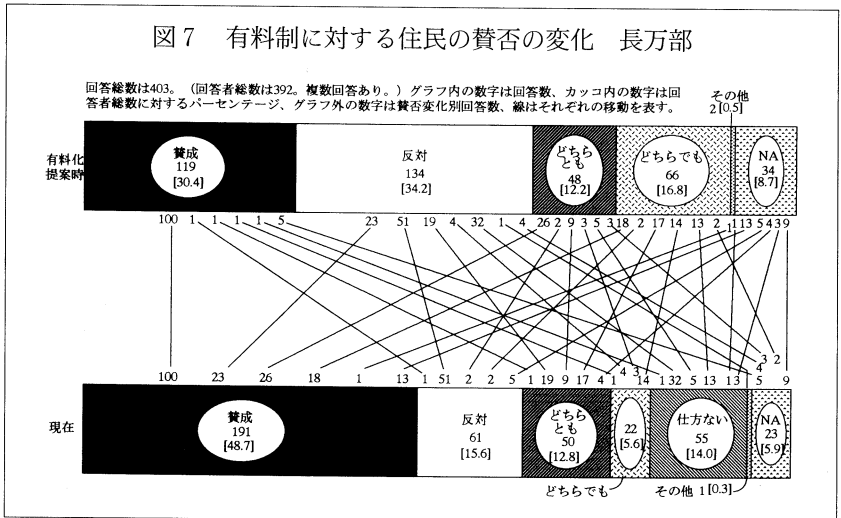 図7 有料制に対する住民の賛否の変化 長万部
回答総数は403。(回答者総数は392。複数回答あり。)グラフ内の数字は回答数、カッコ内の数字は回
答者総数に対するパーセンテージ、グラフ外の数字は賛否変化別回答数、線はそれぞれの移動を表す。
その他
2[0.5]
有料化
提案時
賛成
119
[30.4]
反対
134
[34.2]
どちら
とも
48
[12.2]
どちらでも
66
[16.8]
NA
34
[8.7]
100 1 1 1 1 5 23 51 19 4 32 1 4 26 2 9 3 5 3 18 2 17 14 13 2 1 1 13 5 4 3 9
3 2
4 3 4
100 23 26 18 1 13 1 51 2 2 5 1 19 9 17 4 1 14 1 32 5 13 13 5 9
現在
賛成
191
[48.7]
反対
61
[15.6]
どちら
とも
50
[12.8]
22
[5.6]
仕方ない
55
[14.0]
NA
23
[5.9]
どちらでも
その他 1[0.3]